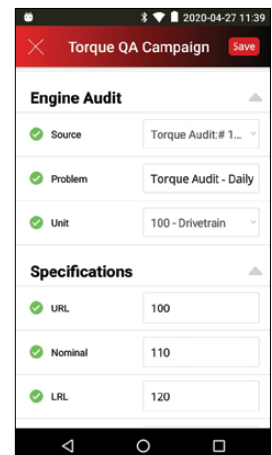 2020-04-27 11:39
Torque QA Campaign Save
Engine Audit
Source Torque Audit:# 1...
Problem Torque Audit - Daily
Unit 100 - Drivetrain
Specifications
URL 100
Nominal 110
LRL 120